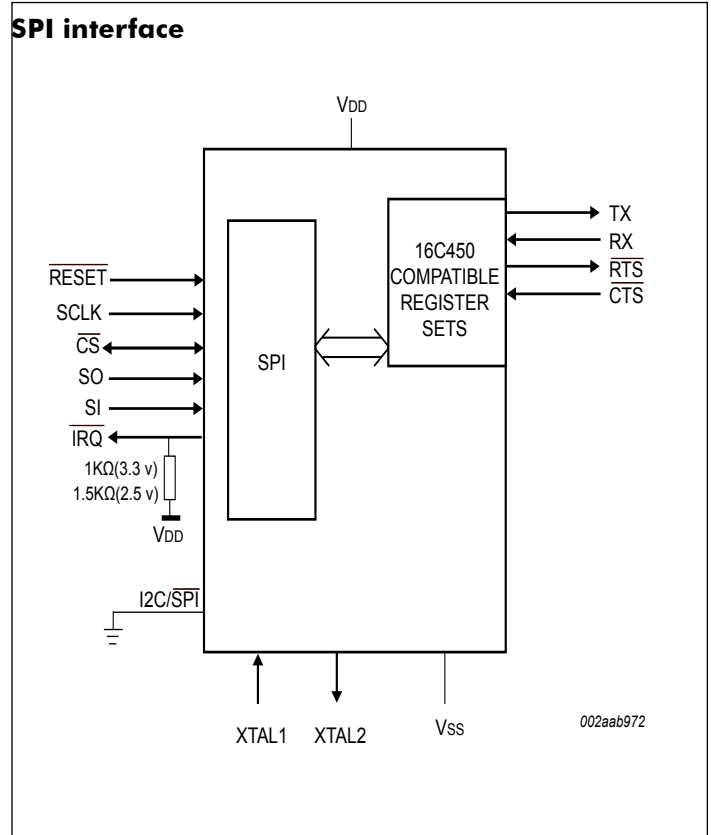 SPI interface
VDD
RESET
SCLK
CS
SO
SI
IRQ
1KΩ(3.3 v)
1.5KΩ(2.5 v)
VDD
I2C/SPI
SPI
16C450
COMPATIBLE
REGISTER
SETS
TX
RX
RTS
CTS
XTAL1
XTAL2
VSS
002aab972